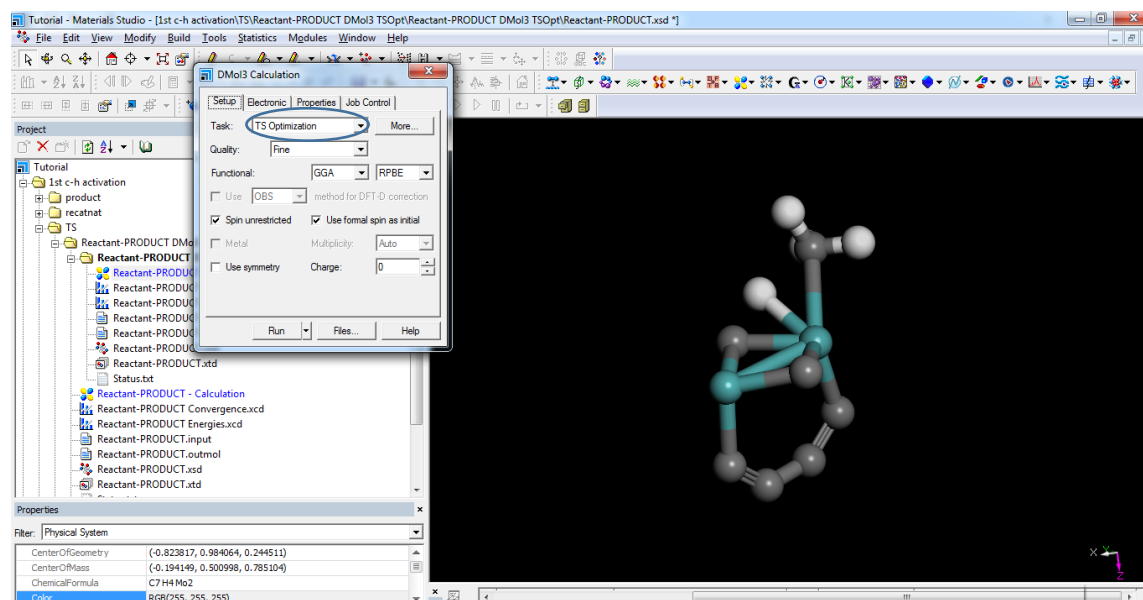 Tutorial - Materials Studio - [1st c-h activation\TS\Reactant-PRODUCT DMol3 TSOpt\Reactant-PRODUCT DMol3 TSOpt\Reactant-PRODUCT.xsd *]
File Edit View Modify Build Tools Statistics Modules Window Help
DMol3 Calculation
Setup Electronic Properties Job Control
Task: TS Optimization More...
Quality: Fine
Functional: GGA RPBE
Use OBS method for DFT-D correction
Spin unrestricted Use formal spin as initial
Metal Multiplicity: Auto
Use symmetry Charge: 0
Run Files... Help
Project
Tutorial
1st c-h activation
product
recatnat
TS
Reactant-PRODUCT DMo
Reactant-PRODUCT
Reactant-PRODUC
Reactant-PRODUC
Reactant-PRODUC
Reactant-PRODUC
Reactant-PRODUC
Reactant-PRODUC
Reactant-PRODUCT.xtd
Status.txt
Reactant-PRODUCT - Calculation
Reactant-PRODUCT Convergence.xcd
Reactant-PRODUCT Energies.xcd
Reactant-PRODUCT.input
Reactant-PRODUCT.outmol
Reactant-PRODUCT.xsd
Reactant-PRODUCT.xtd
Properties
Filter: Physical System
CenterOfGeometry (-0.823817, 0.984064, 0.244511)
CenterOfMass (-0.194149, 0.500998, 0.785104)
ChemicalFormula C7 H4 Mo2
Color RGB(255, 255, 255)
X Y
Z